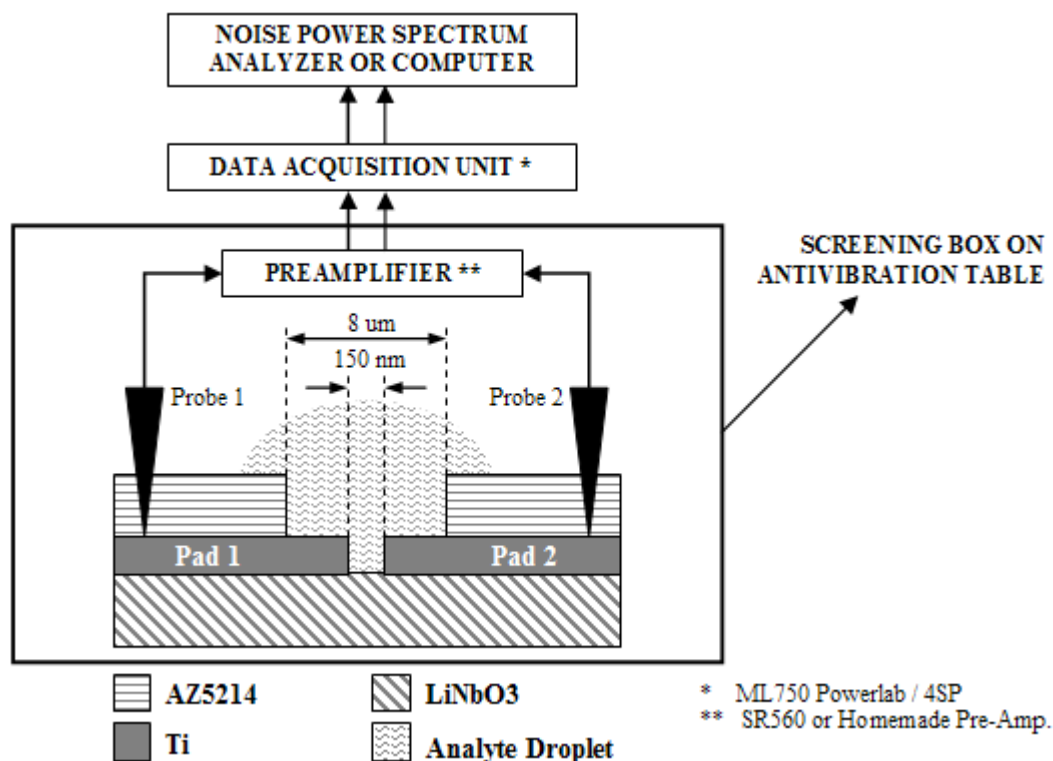 NOISE POWER SPECTRUM
ANALYZER OR COMPUTER
DATA ACQUISITION UNIT *
SCREENING BOX ON
ANTIVIBRATION TABLE
PREAMPLIFIER **
8 um
150 nm
Probe 1
Probe 2
Pad 1
Pad 2
AZ5214
LiNbO3
Ti
Analyte Droplet
* ML750 Powerlab / 4SP
** SR560 or Homemade Pre-Amp.